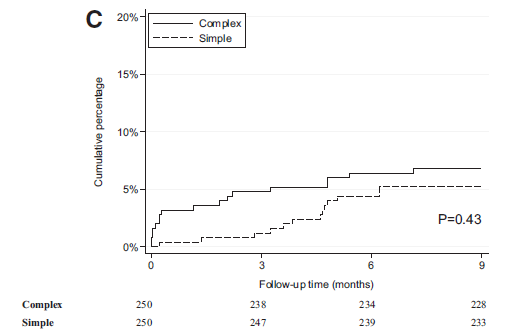 C
20%
Complex
Simple
15%
10%
5%
0%
Cumulative percentage
P=0.43
0 3 6 9
Follow-up time (months)
Complex 250 238 234 228
Simple 250 247 239 233